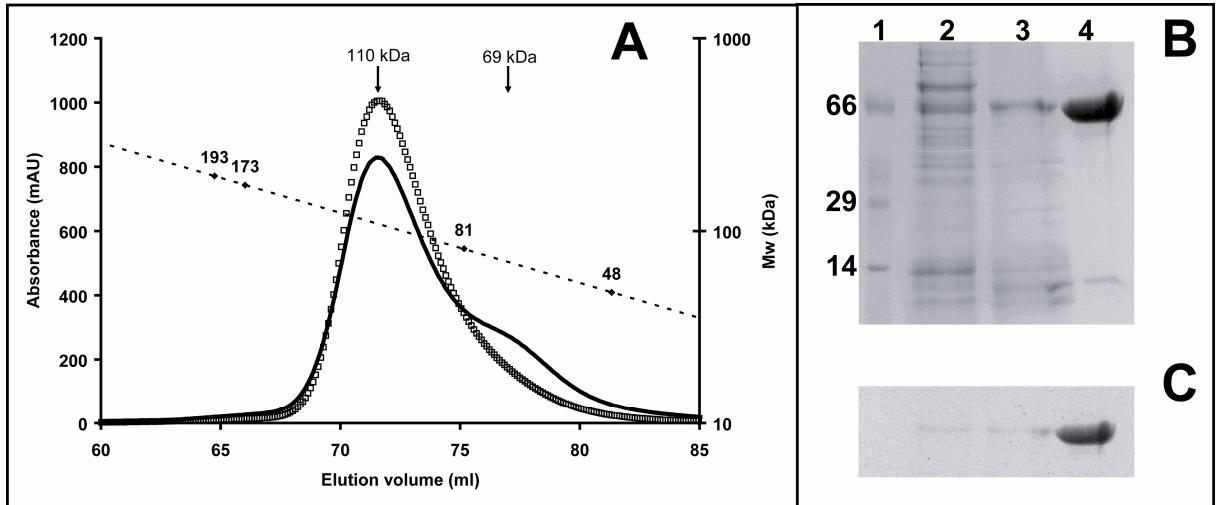 A
B
C
110 kDa
69 kDa
193
173
81
48
1200
1000
800
600
400
200
0
Absorbance (mAU)
1000
100
10
Mw (kDa)
60 65 70 75 80 85
Elution volume (ml)
1 2 3 4
66
29
14